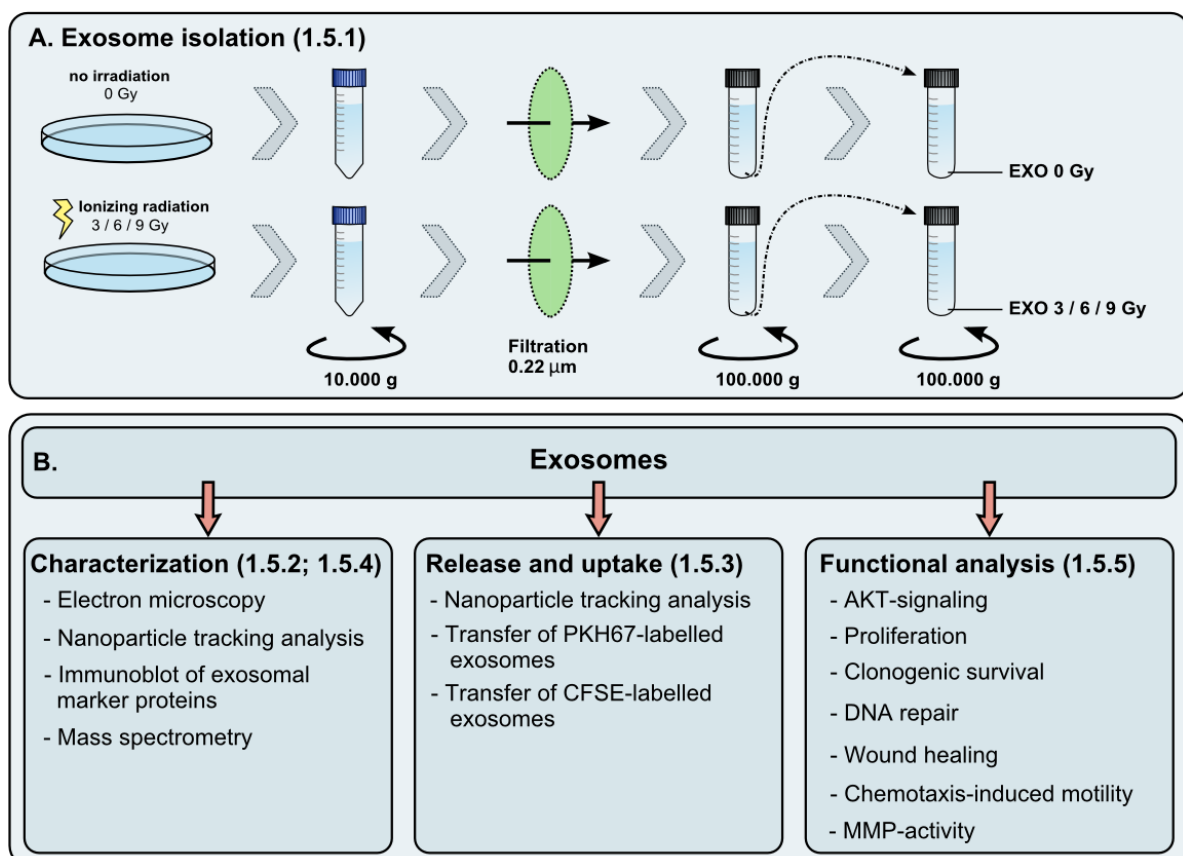 A. Exosome isolation (1.5.1)
no irradiation
0 Gy
EXO 0 Gy
Ionizing radiation
3 / 6 / 9 Gy
EXO 3 / 6 / 9 Gy
10.000 g
Filtration
0.22 μm
100.000 g
100.000 g
B.
Exosomes
Characterization (1.5.2; 1.5.4)
- Electron microscopy
- Nanoparticle tracking analysis
- Immunoblot of exosomal
marker proteins
- Mass spectrometry
Release and uptake (1.5.3)
- Nanoparticle tracking analysis
- Transfer of PKH67-labelled
exosomes
- Transfer of CFSE-labelled
exosomes
Functional analysis (1.5.5)
- AKT-signaling
- Proliferation
- Clonogenic survival
- DNA repair
- Wound healing
- Chemotaxis-induced motility
- MMP-activity